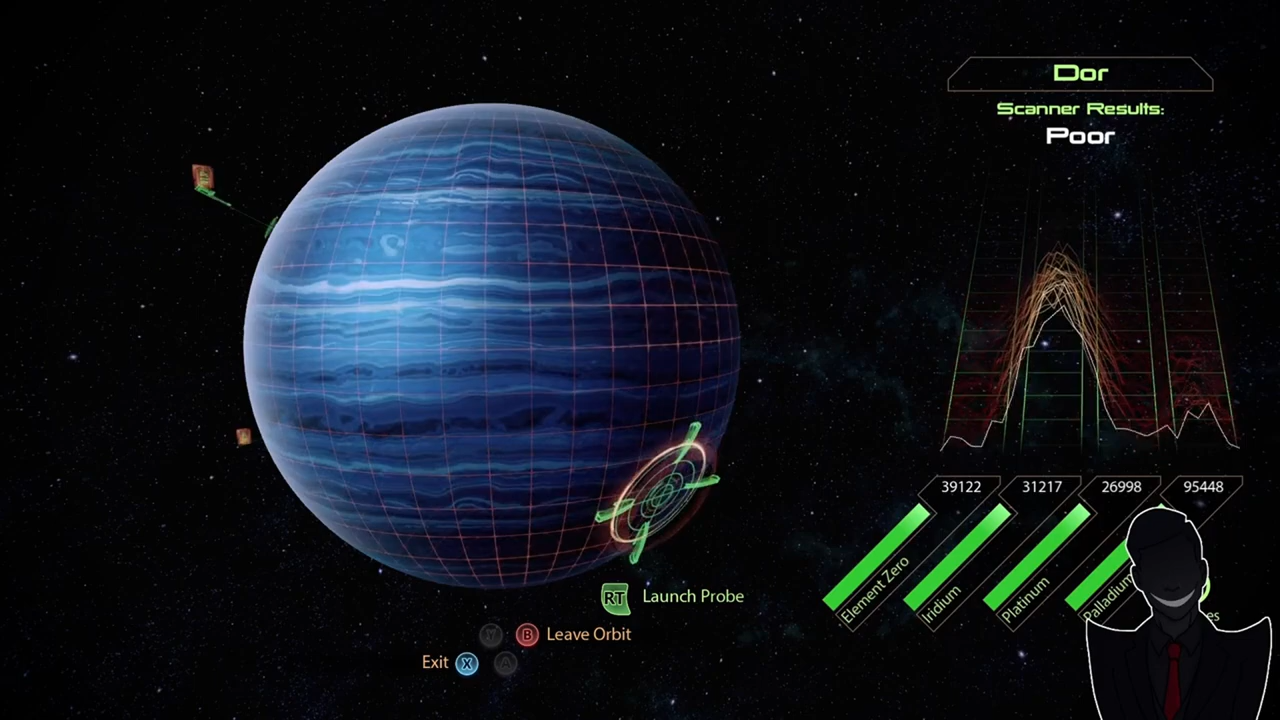 Dor
Scanner Results:
Poor
39122
31217
26998
95448
Element Zero
Iridium
Platinum
Palladium
RT Launch Probe
Y
B Leave Orbit
Exit X
A